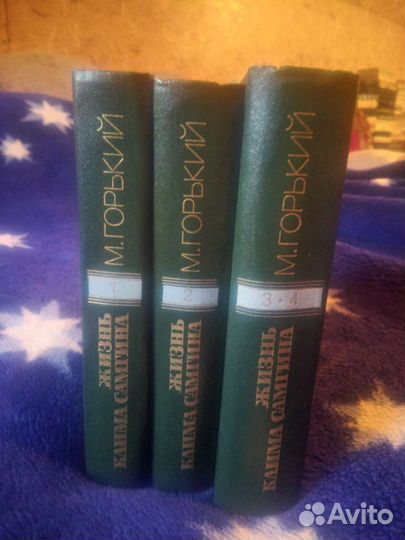 М. ГОРЬКИЙ
1
ЖИЗНЬ
КЛИМА САМГИНА
М. ГОРЬКИЙ
2
ЖИЗНЬ
КЛИМА САМГИНА
М. ГОРЬКИЙ
3-4
ЖИЗНЬ
КЛИМА САМГИНА
Avito